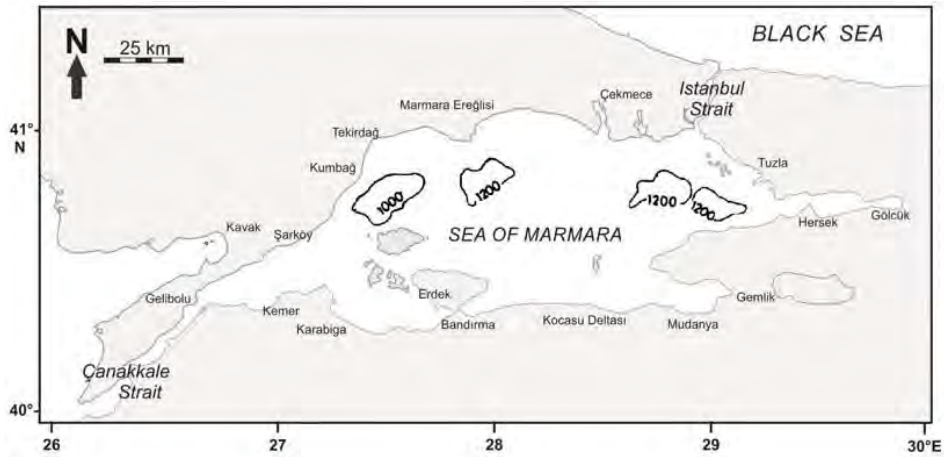 N
25 km
BLACK SEA
Istanbul
Strait
Çekmece
Marmara Ereğlisi
41°
N
Tekirdağ
Tuzla
Kumbağ
1000
1200
1200
1200
Kavak
Şarköy
SEA OF MARMARA
Hersek
Gölcük
Gelibolu
Erdek
Gemlik
Kemer
Karabiga
Bandırma
Kocasu Deltası
Mudanya
Çanakkale
Strait
40°
26
27
28
29
30°E